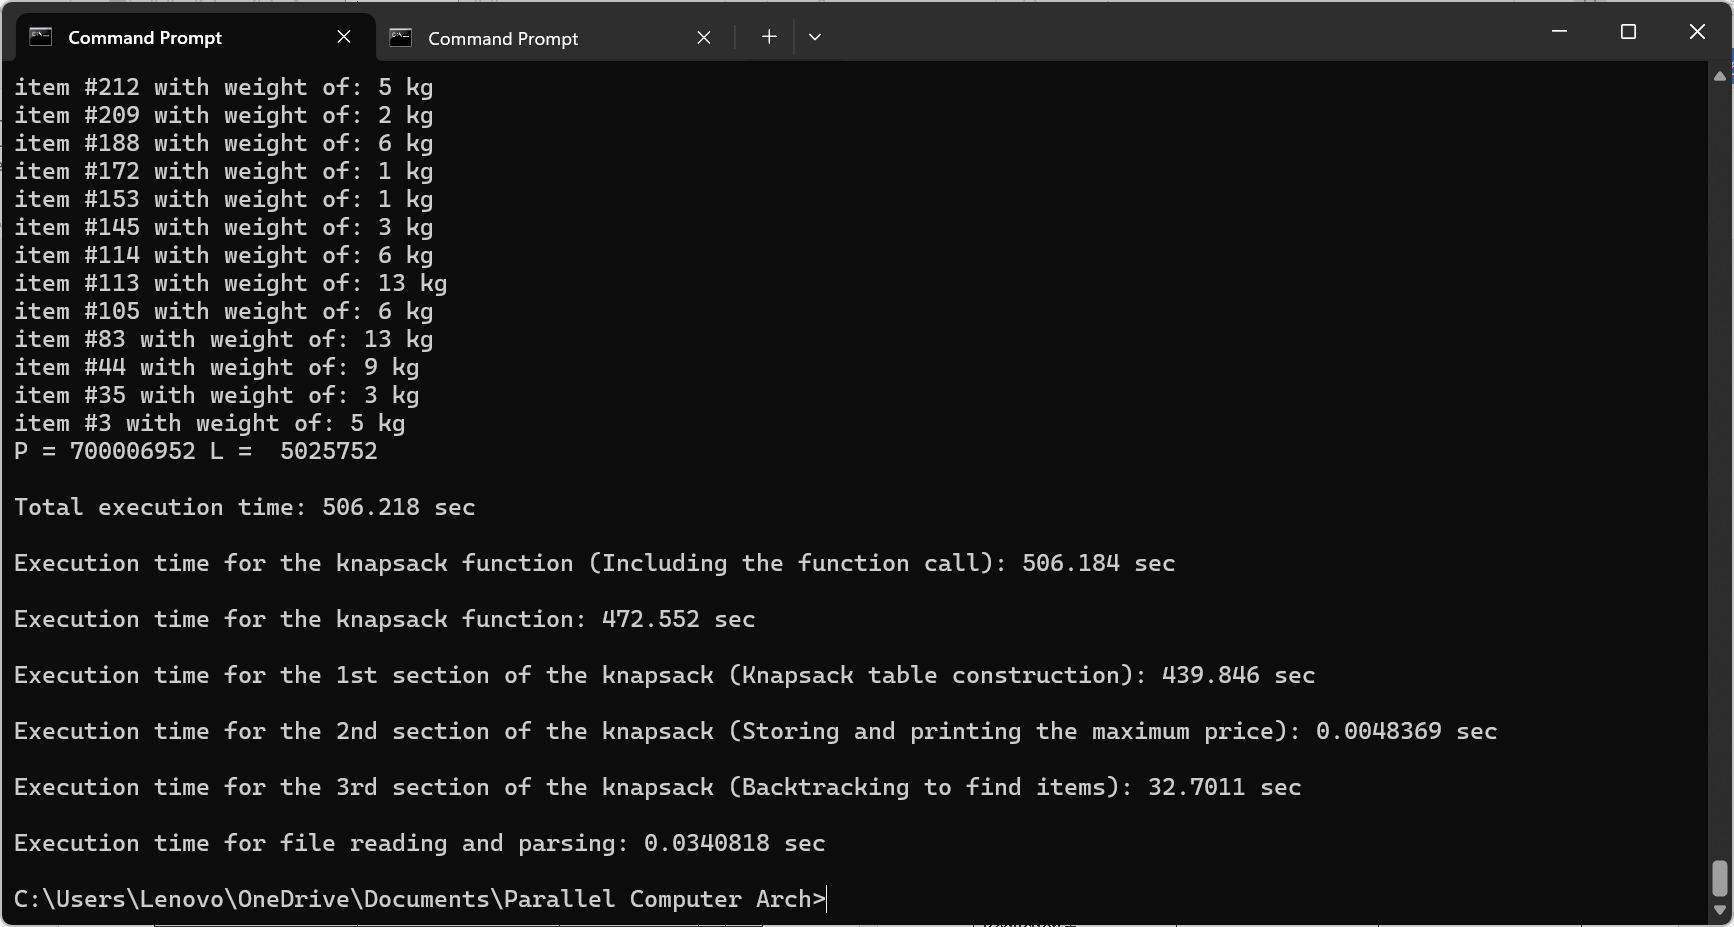 Command Prompt
Command Prompt
item #212 with weight of: 5 kg
item #209 with weight of: 2 kg
item #188 with weight of: 6 kg
item #172 with weight of: 1 kg
item #153 with weight of: 1 kg
item #145 with weight of: 3 kg
item #114 with weight of: 6 kg
item #113 with weight of: 13 kg
item #105 with weight of: 6 kg
item #83 with weight of: 13 kg
item #44 with weight of: 9 kg
item #35 with weight of: 3 kg
item #3 with weight of: 5 kg
P = 700006952 L =  5025752
Total execution time: 506.218 sec
Execution time for the knapsack function (Including the function call): 506.184 sec
Execution time for the knapsack function: 472.552 sec
Execution time for the 1st section of the knapsack (Knapsack table construction): 439.846 sec
Execution time for the 2nd section of the knapsack (Storing and printing the maximum price): 0.0048369 sec
Execution time for the 3rd section of the knapsack (Backtracking to find items): 32.7011 sec
Execution time for file reading and parsing: 0.0340818 sec
C:\Users\Lenovo\OneDrive\Documents\Parallel Computer Arch>